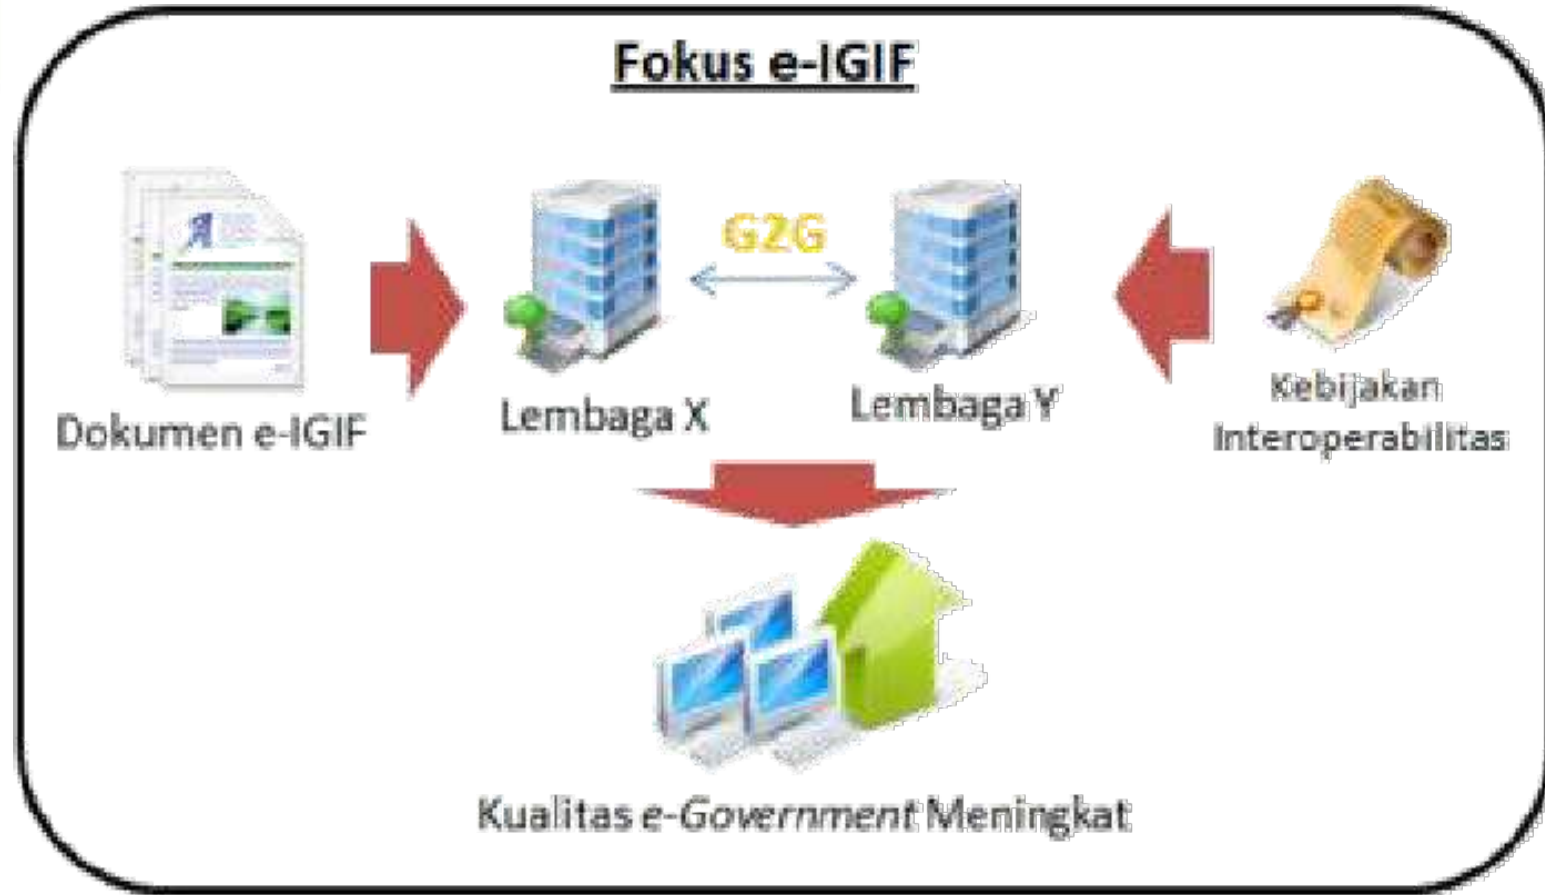 Fokus e-IGIF
G2G
Dokumen e-IGIF
Lembaga X
Lembaga Y
Kebijakan
Interoperabilitas
Kualitas e-Government Meningkat